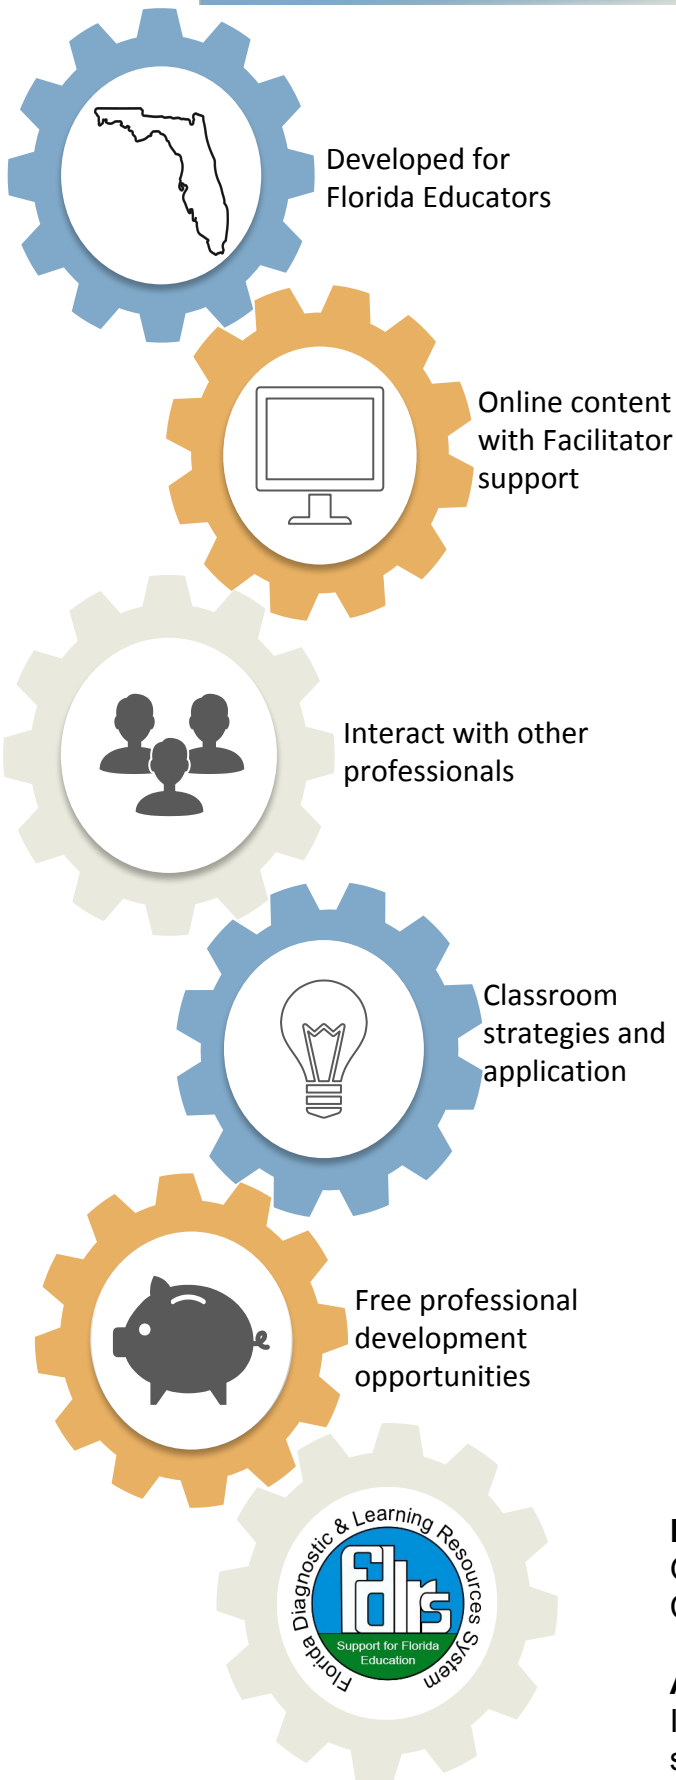 Developed for
Florida Educators
Online content
with Facilitator
support
Interact with other
professionals
Classroom
strategies and
application
Free professional
development
opportunities
Florida Diagnostic & Learning Resources System
fdlrs
Support for Florida
Education